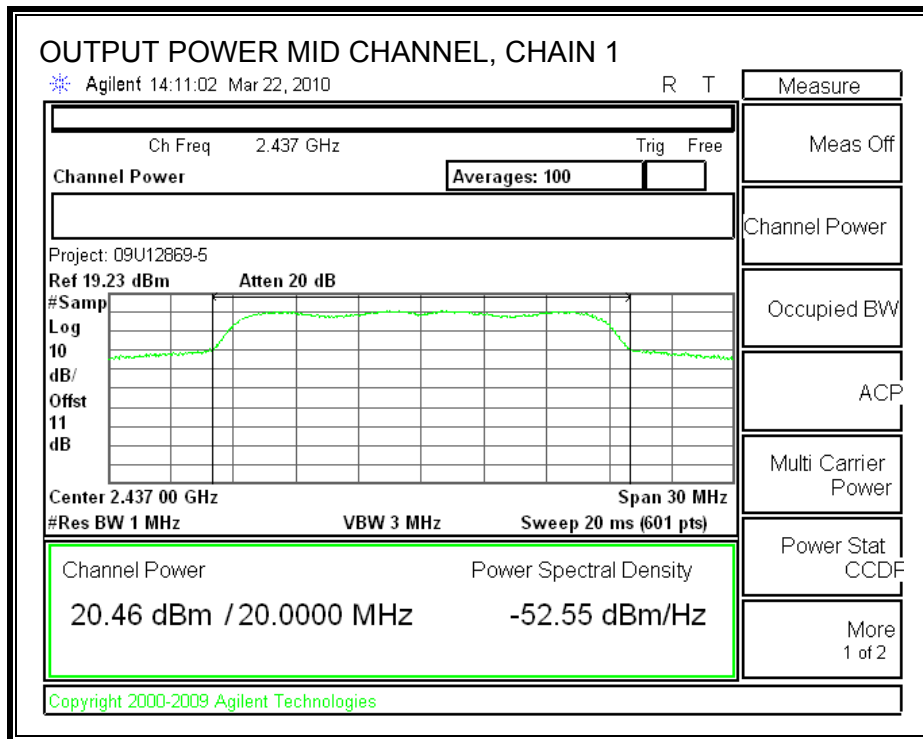 OUTPUT POWER MID CHANNEL, CHAIN 1
Agilent 14:11:02 Mar 22, 2010 R T
Measure
Ch Freq 2.437 GHz Trig Free
Meas Off
Channel Power Averages: 100
Channel Power
Project: 09U12869-5
Ref 19.23 dBm Atten 20 dB
#Samp
Log
10
dB/
Offst
11
dB
Occupied BW
ACP
Multi Carrier
Power
Center 2.437 00 GHz Span 30 MHz
#Res BW 1 MHz VBW 3 MHz Sweep 20 ms (601 pts)
Power Stat
CCDF
Channel Power Power Spectral Density
20.46 dBm / 20.0000 MHz -52.55 dBm/Hz
More
1 of 2
Copyright 2000-2009 Agilent Technologies